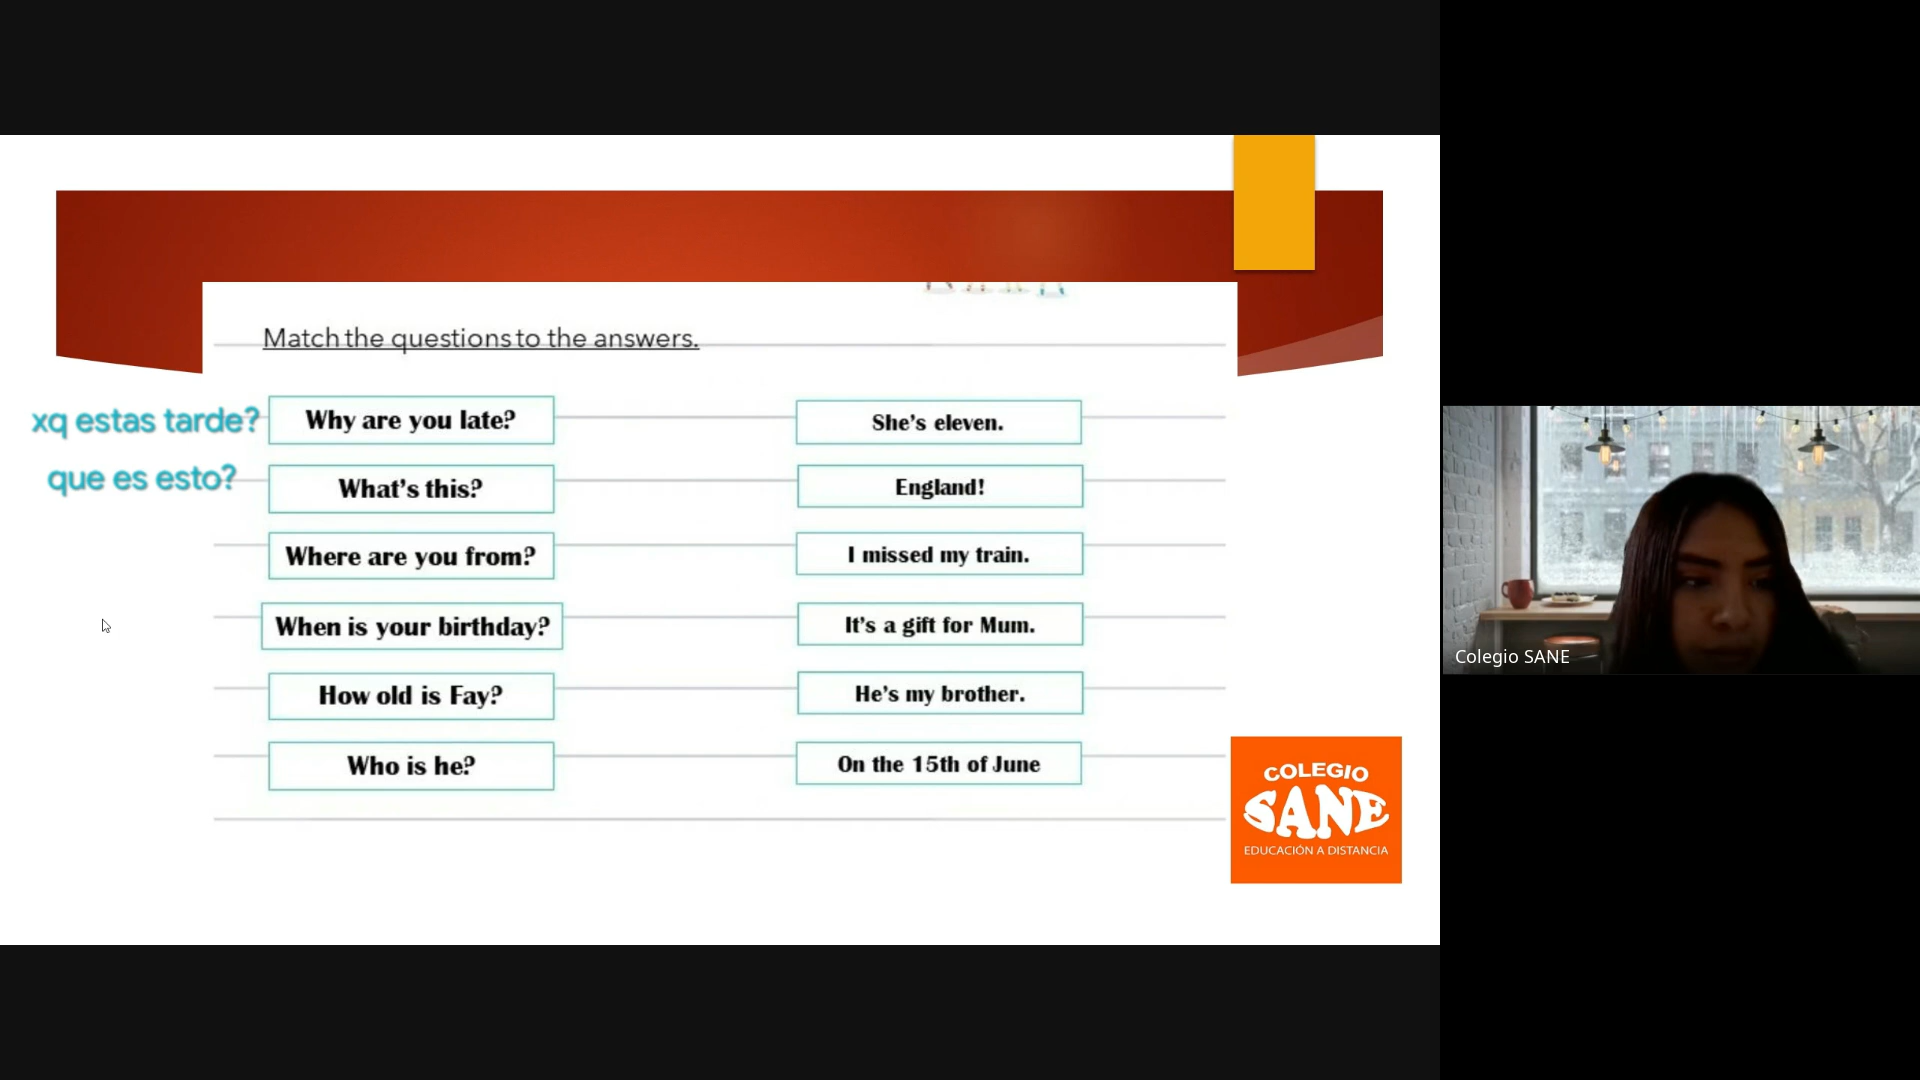 Match the questions to the answers.
xq estas tarde?
Why are you late?
She's eleven.
que es esto?
What's this?
England!
Where are you from?
I missed my train.
When is your birthday?
It's a gift for Mum.
How old is Fay?
He's my brother.
Who is he?
On the 15th of June
COLEGIO
SANE
EDUCACIÓN A DISTANCIA
Colegio SANE